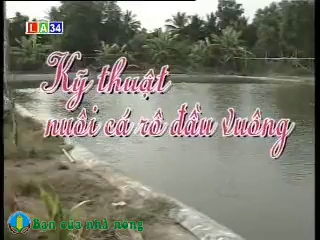 LA34
Kỹ thuật
nuôi cá rô đầu vuông
Bạn của nhà nông